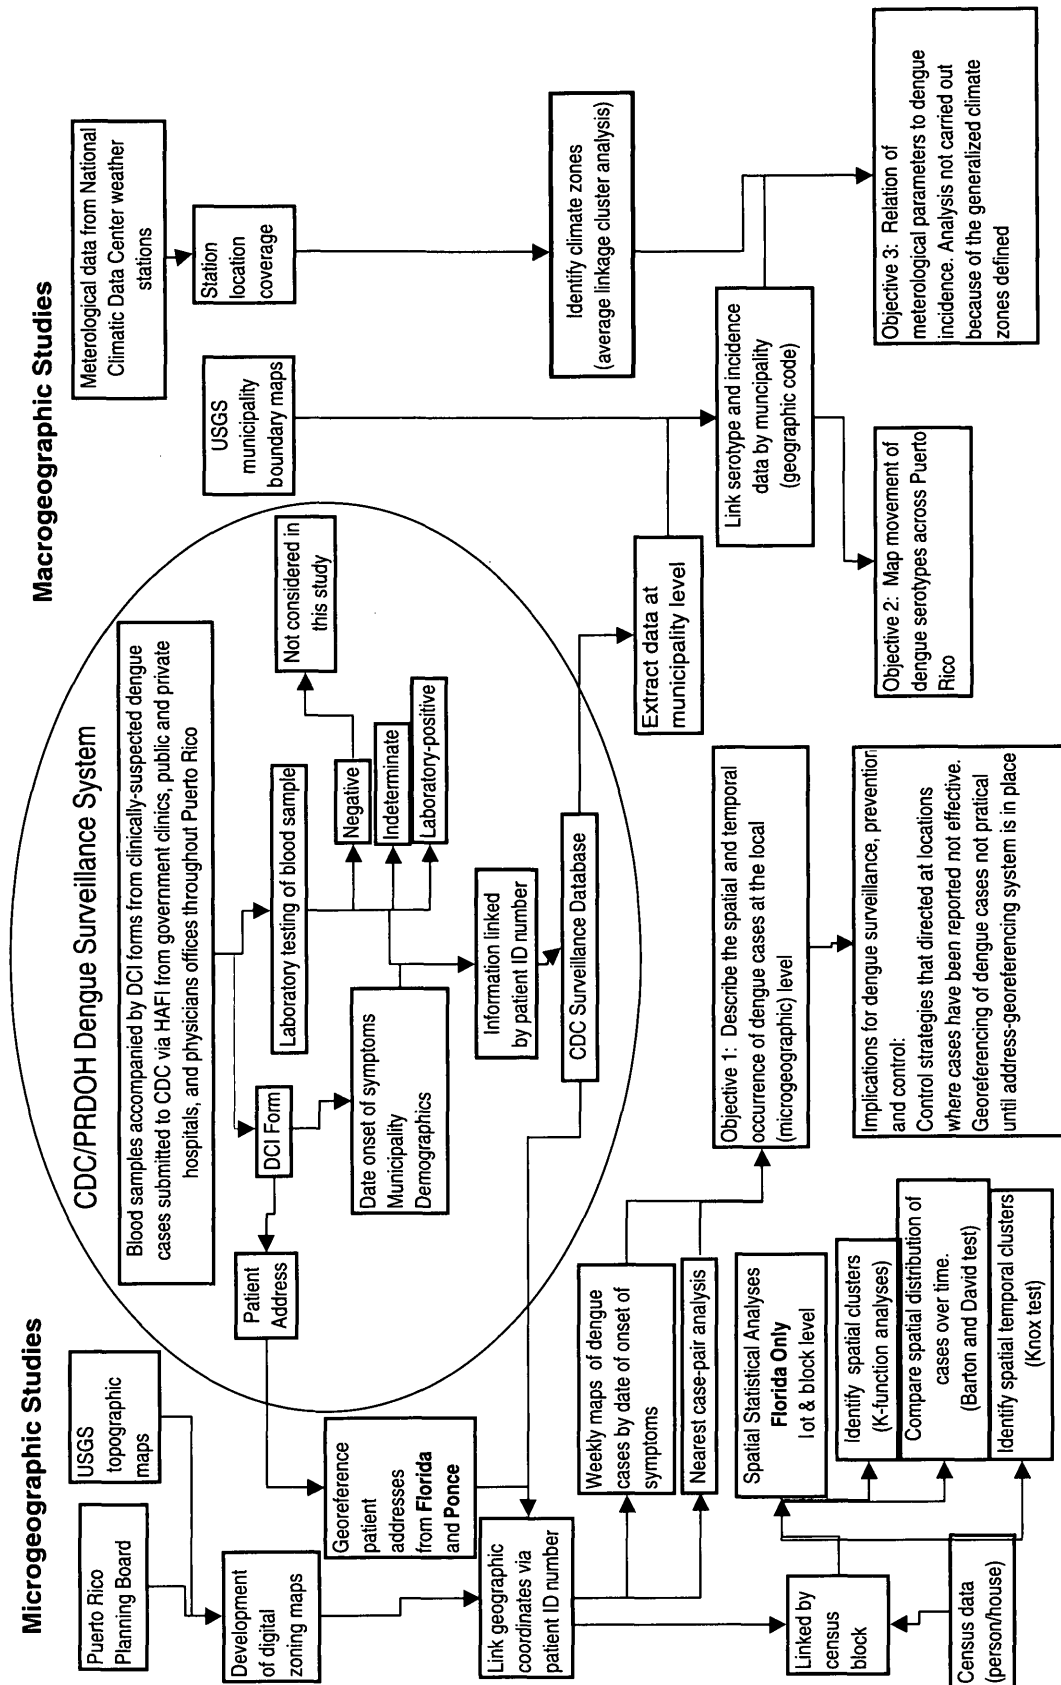 Microgeographic Studies
Macrogeographic Studies
Puerto Rico
Planning Board
USGS
topographic
maps
Development
of digital
zoning maps
Georeference
patient
addresses
from Florida
and Ponce
Link geographic
coordinates via
patient ID number
Weekly maps of dengue
cases by date of onset of
symptoms
Nearest case-pair analysis
Linked by
census
block
Census data
(person/house)
Spatial Statistical Analyses
Florida Only
lot & block level
Identify spatial clusters
(K-function analyses)
Compare spatial distribution of
cases over time.
(Barton and David test)
Identify spatial temporal clusters
(Knox test)
CDC/PRDOH Dengue Surveillance System
Blood samples accompanied by DCI forms from clinically-suspected dengue
cases submitted to CDC via HAFI from government clinics, public and private
hospitals, and physicians offices throughout Puerto Rico
Patient
Address
DCI Form
Laboratory testing of blood sample
Date onset of symptoms
Municipality
Demographics
Negative
Indeterminate
Laboratory-positive
Not considered in
this study
Information linked
by patient ID number
CDC Surveillance Database
Objective 1: Describe the spatial and temporal
occurrence of dengue cases at the local
(microgeographic) level
Implications for dengue surveillance, prevention
and control:
Control strategies that directed at locations
where cases have been reported not effective.
Georeferencing of dengue cases not pratical
until address-georeferencing system is in place
Meterological data from National
Climatic Data Center weather
stations
Station
location
coverage
USGS
municipality
boundary maps
Identify climate zones
(average linkage cluster analysis)
Extract data at
municipality level
Link serotype and incidence
data by muncipality
(geographic code)
Objective 2: Map movement of
dengue serotypes across Puerto
Rico
Objective 3: Relation of
meterological parameters to dengue
incidence. Analysis not carried out
because of the generalized climate
zones defined